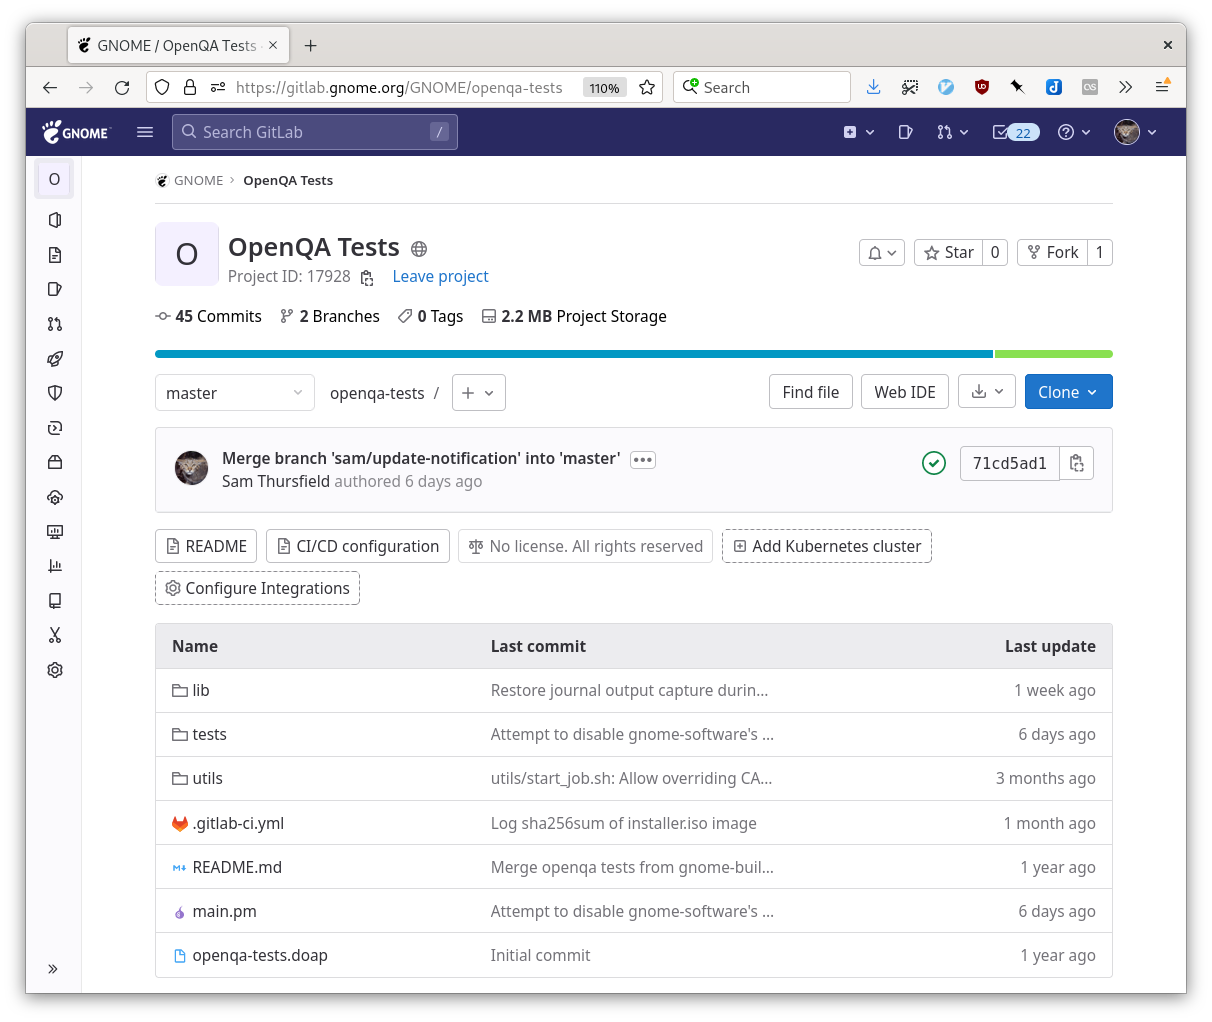 GNOME / OpenQA Tests
https://gitlab.gnome.org/GNOME/openqa-tests 110% Search
GNOME Search GitLab / 22
O GNOME › OpenQA Tests
O OpenQA Tests
Project ID: 17928 Leave project
Star 0 Fork 1
45 Commits 2 Branches 0 Tags 2.2 MB Project Storage
master openqa-tests / + Find file Web IDE Clone
Merge branch 'sam/update-notification' into 'master'
Sam Thursfield authored 6 days ago
71cd5ad1
README CI/CD configuration No license. All rights reserved Add Kubernetes cluster
Configure Integrations
Name Last commit Last update
lib Restore journal output capture durin... 1 week ago
tests Attempt to disable gnome-software's ... 6 days ago
utils utils/start_job.sh: Allow overriding CA... 3 months ago
.gitlab-ci.yml Log sha256sum of installer.iso image 1 month ago
README.md Merge openqa tests from gnome-buil... 1 year ago
main.pm Attempt to disable gnome-software's ... 6 days ago
openqa-tests.doap Initial commit 1 year ago